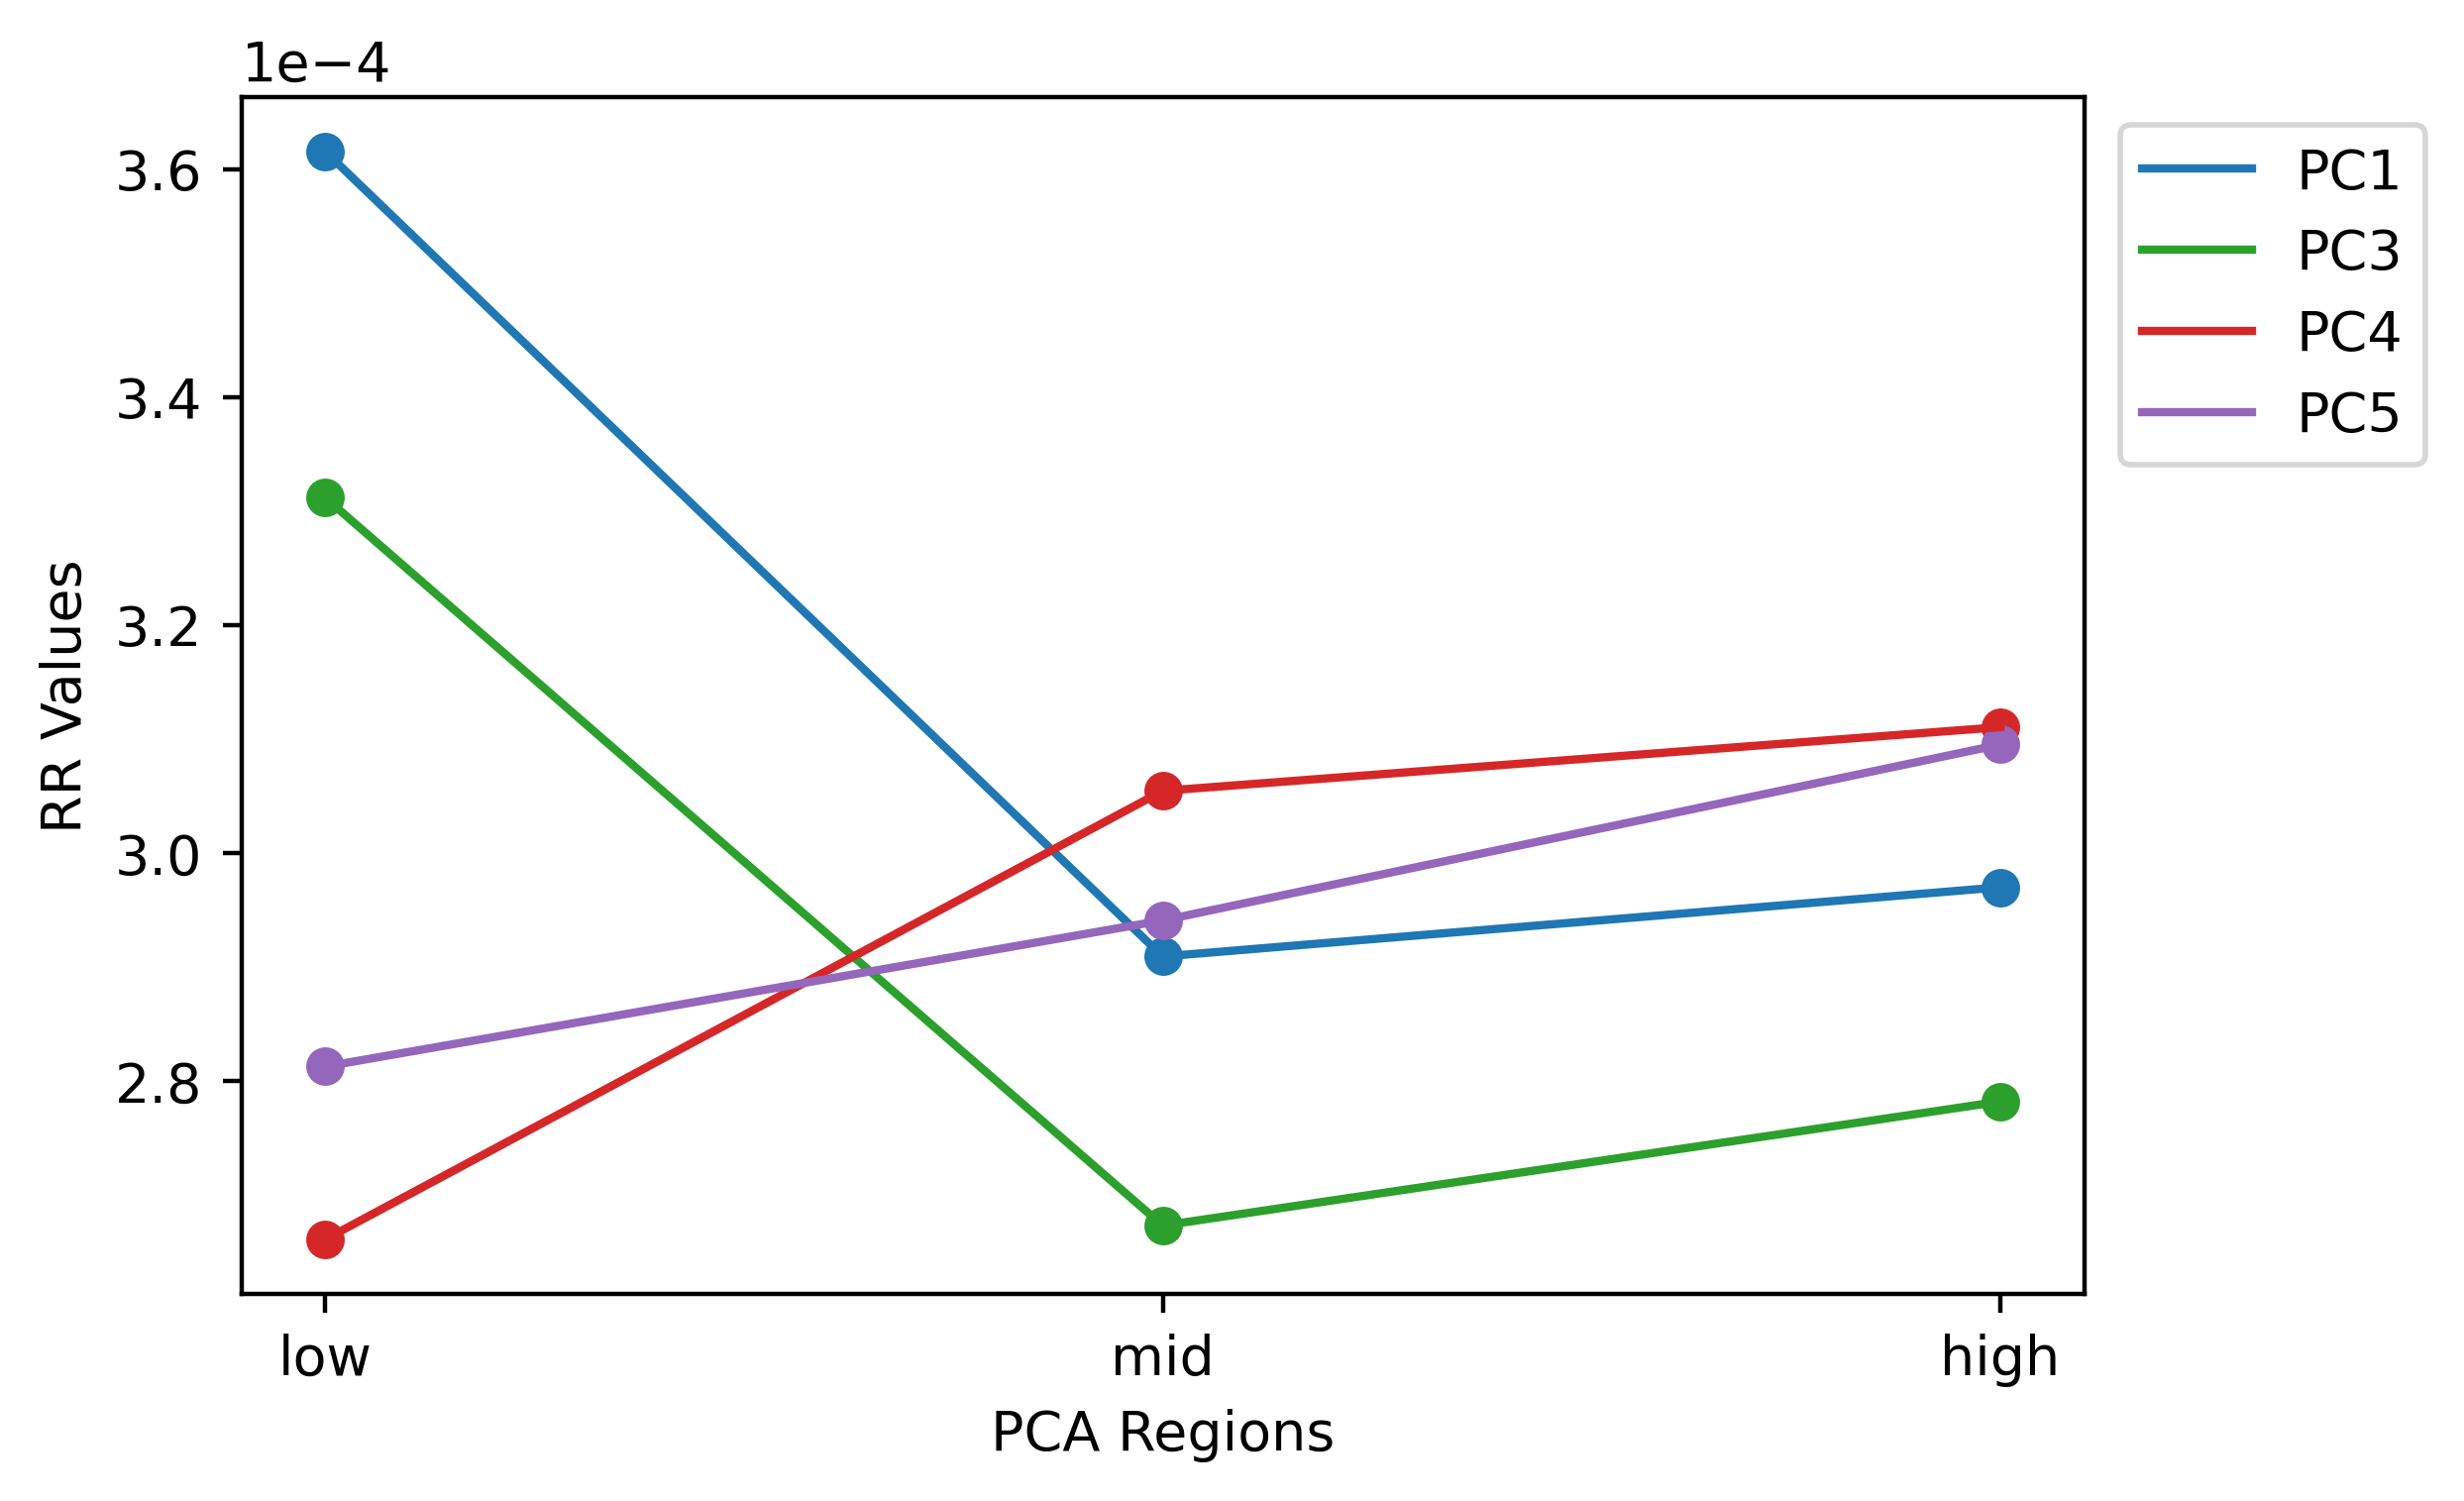 1e−4
3.6
3.4
3.2
3.0
2.8
RR Values
low
mid
high
PCA Regions
PC1
PC3
PC4
PC5